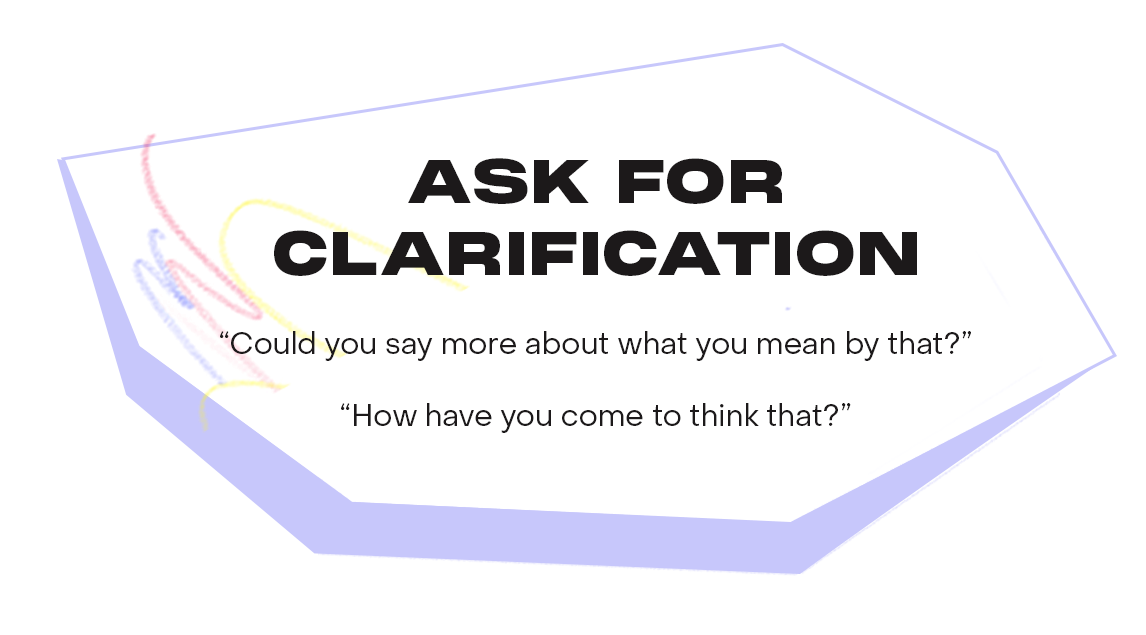 ASK FOR
CLARIFICATION
“Could you say more about what you mean by that?”
“How have you come to think that?”